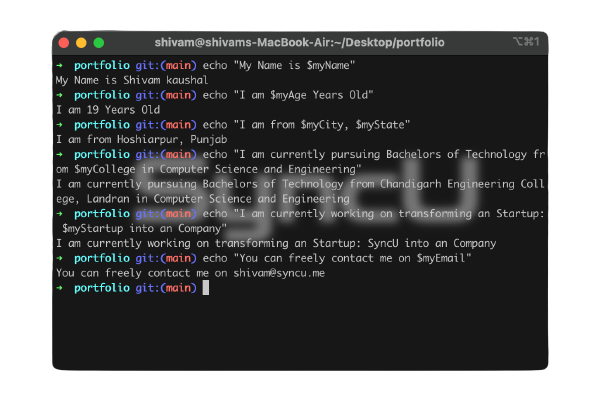 shivam@shivams-MacBook-Air:~/Desktop/portfolio ⌥⌘1
➜ portfolio git:(main) echo "My Name is $myName"
My Name is Shivam kaushal
➜ portfolio git:(main) echo "I am $myAge Years Old"
I am 19 Years Old
➜ portfolio git:(main) echo "I am from $myCity, $myState"
I am from Hoshiarpur, Punjab
➜ portfolio git:(main) echo "I am currently pursuing Bachelors of Technology fr
om $myCollege in Computer Science and Engineering"
I am currently pursuing Bachelors of Technology from Chandigarh Engineering Coll
ege, Landran in Computer Science and Engineering
➜ portfolio git:(main) echo "I am currently working on transforming an Startup:
$myStartup into an Company"
I am currently working on transforming an Startup: SyncU into an Company
➜ portfolio git:(main) echo "You can freely contact me on $myEmail"
You can freely contact me on shivam@syncu.me
➜ portfolio git:(main)
SyncU